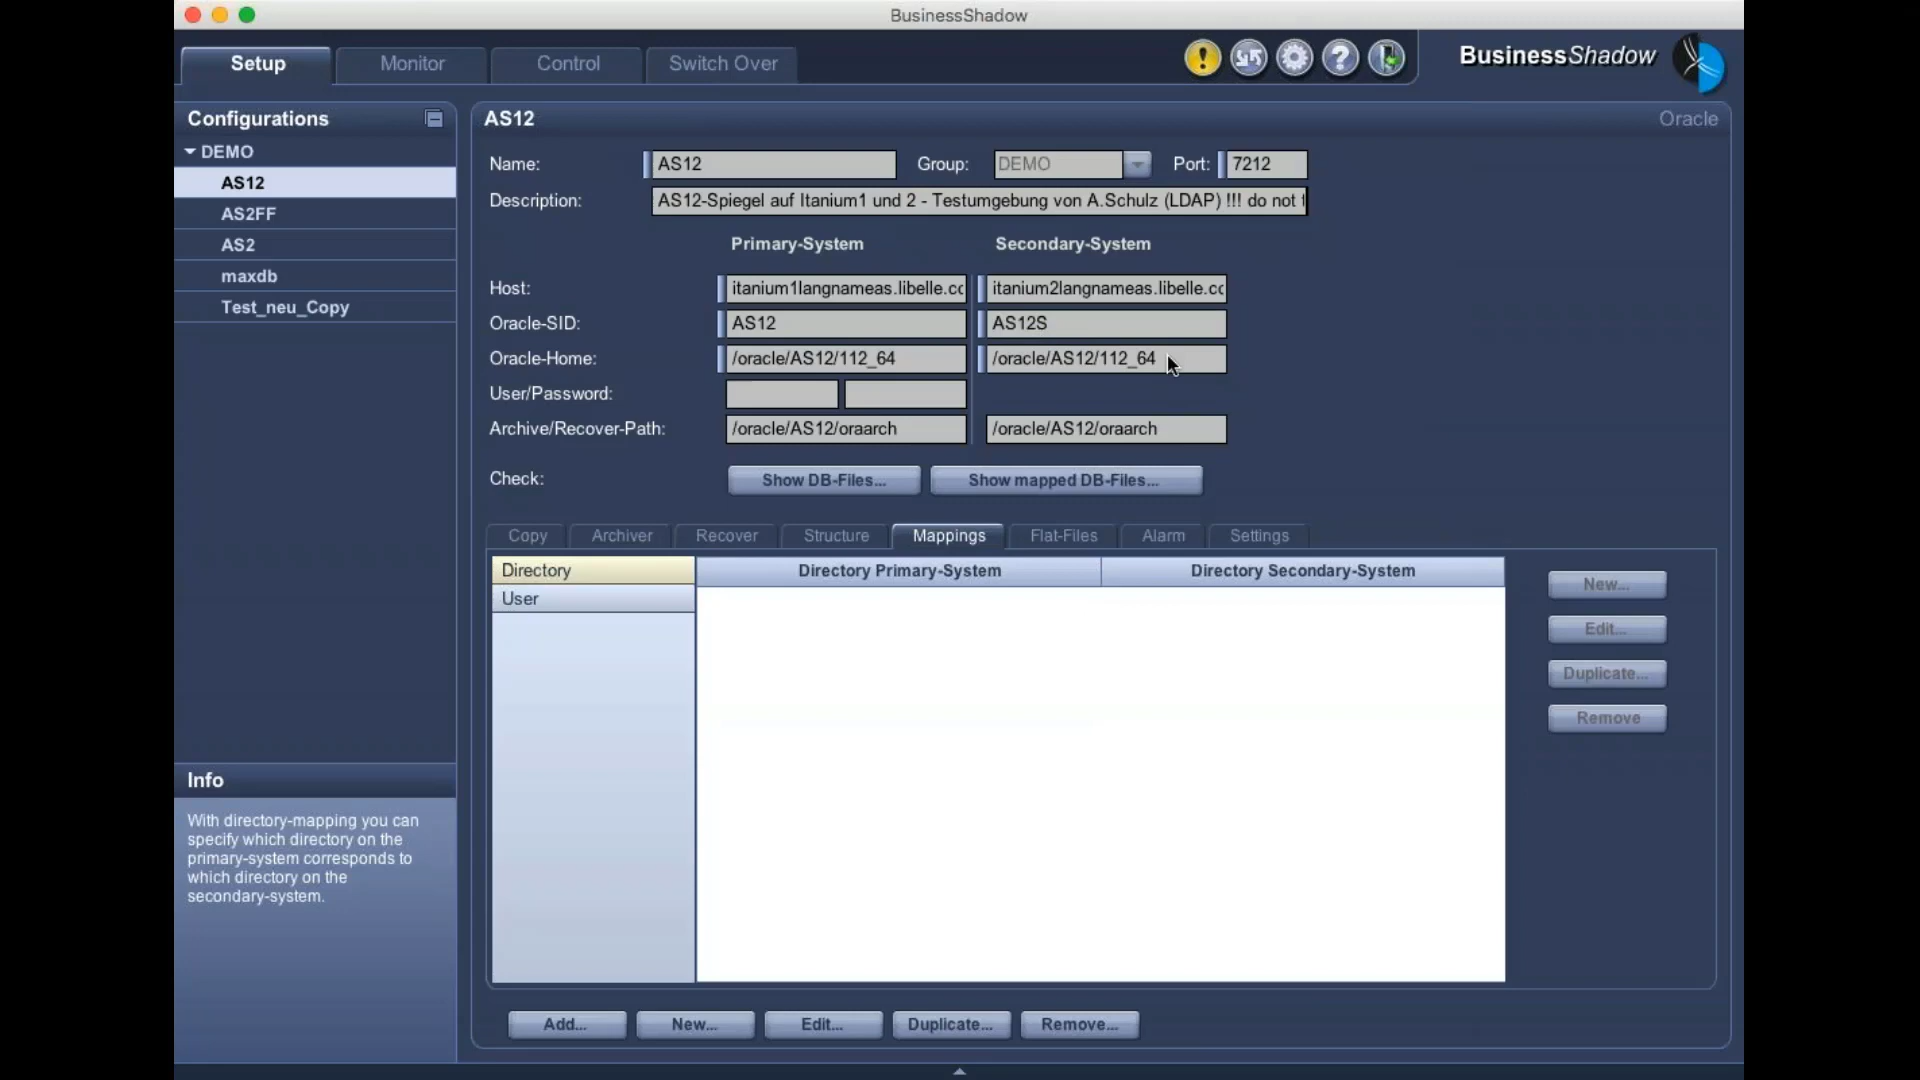 BusinessShadow
Setup
Monitor
Control
Switch Over
BusinessShadow
Configurations
DEMO
AS12
AS2FF
AS2
maxdb
Test_neu_Copy
AS12
Oracle
Name:
AS12
Group:
DEMO
Port:
7212
Description:
AS12-Spiegel auf Itanium1 und 2 - Testumgebung von A.Schulz (LDAP) !!! do not
Primary-System
Secondary-System
Host:
itanium1langnameas.libelle.cc
itanium2langnameas.libelle.cc
Oracle-SID:
AS12
AS12S
Oracle-Home:
/oracle/AS12/112_64
/oracle/AS12/112_64
User/Password:
Archive/Recover-Path:
/oracle/AS12/oraarch
/oracle/AS12/oraarch
Check:
Show DB-Files...
Show mapped DB-Files...
Copy
Archiver
Recover
Structure
Mappings
Flat-Files
Alarm
Settings
Directory
User
Directory Primary-System
Directory Secondary-System
New...
Edit...
Duplicate...
Remove
Info
With directory-mapping you can
specify which directory on the
primary-system corresponds to
which directory on the
secondary-system.
Add...
New...
Edit...
Duplicate...
Remove...